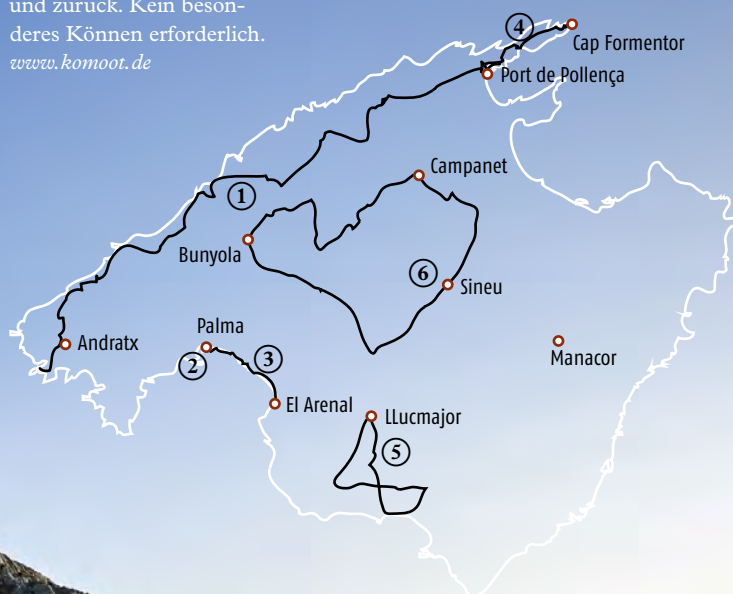 und zurück. Kein beson-
deres Können erforderlich.
www.komoot.de
4
Cap Formentor
Port de Pollença
1
Campanet
Bunyola
6
Sineu
Palma
Andratx
2
3
Manacor
El Arenal
LLucmajor
5